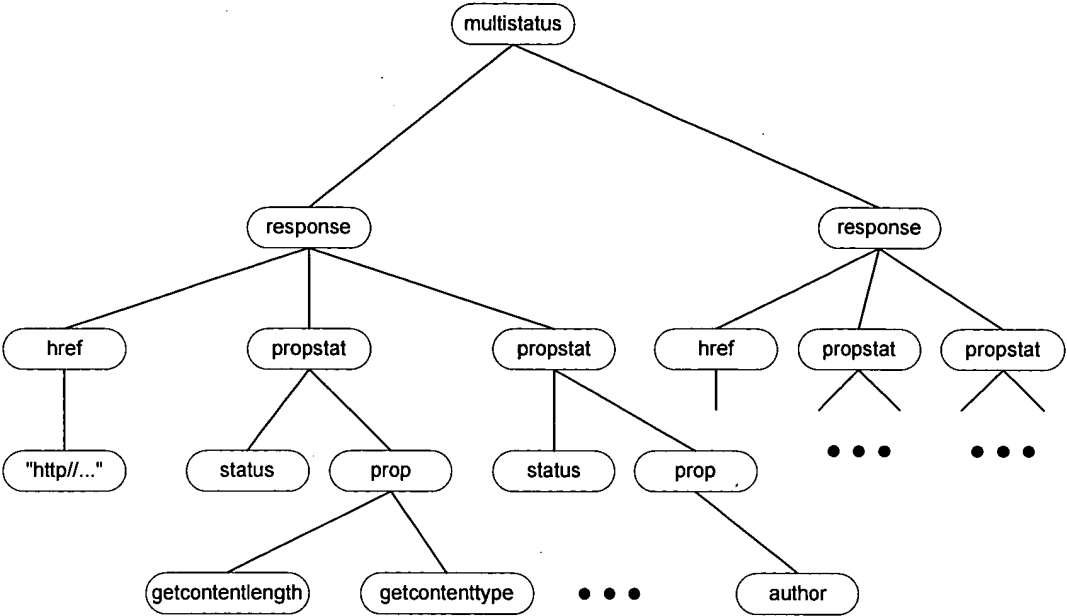 multistatus
response
response
href
propstat
propstat
href
propstat
propstat
"http//..."
status
prop
status
prop
getcontentlength
getcontenttype
author